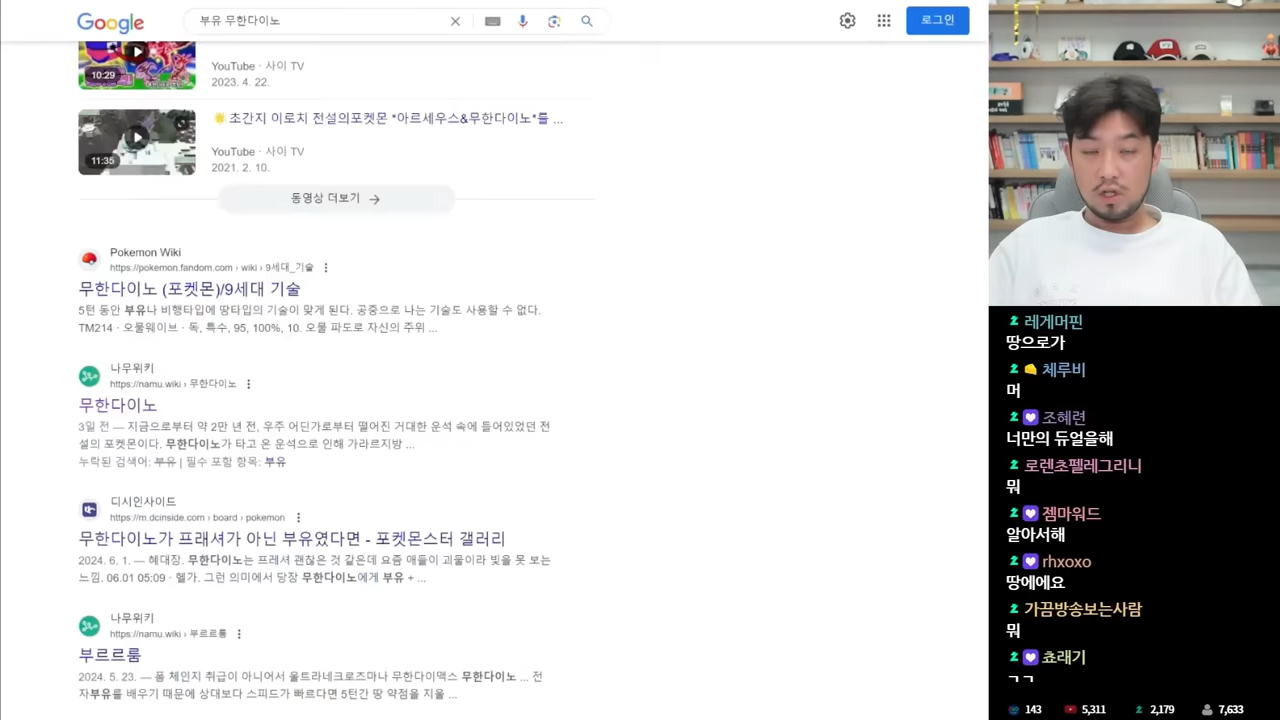 Google
부유 무한다이노
로그인
10:29
YouTube · 사이 TV
2023. 4. 22.
🌟초간지 이로치 전설의포켓몬 *아르세우스&무한다이노*를 ...
11:35
YouTube · 사이 TV
2021. 2. 10.
동영상 더보기 →
Pokemon Wiki
https://pokemon.fandom.com › wiki › 9세대_기술
무한다이노 (포켓몬)/9세대 기술
5턴 동안 부유나 비행타입에 땅타입의 기술이 맞게 된다. 공중으로 나는 기술도 사용할 수 없다.
TM214 · 오물웨이브 · 독, 특수, 95, 100%, 10. 오물 파도로 자신의 주위 ...
나무위키
https://namu.wiki › 무한다이노
무한다이노
3일 전 — 지금으로부터 약 2만 년 전, 우주 어딘가로부터 떨어진 거대한 운석 속에 들어있었던 전
설의 포켓몬이다. 무한다이노가 타고 온 운석으로 인해 가라르지방 ...
누락된 검색어: 부유 | 필수 포함 항목: 부유
디시인사이드
https://m.dcinside.com › board › pokemon
무한다이노가 프래셔가 아닌 부유였다면 - 포켓몬스터 갤러리
2024. 6. 1. — 헤대장. 무한다이노는 프레셔 괜찮은 것 같은데 요즘 애들이 괴물이라 빛을 못 보는
느낌. 06.01 05:09 · 헬가. 그런 의미에서 당장 무한다이노에게 부유 + ...
나무위키
https://namu.wiki › 부르르룸
부르르룸
2024. 5. 23. — 폼 체인지 취급이 아니어서 울트라네크로즈마나 무한다이맥스 무한다이노 ... 전
자부유를 배우기 때문에 상대보다 스피드가 빠르다면 5턴간 땅 약점을 지울 ...
레게머핀
땅으로가
체루비
머
조혜련
너만의 듀얼을해
로렌초펠레그리니
뭐
젬마워드
알아서해
rhxoxo
땅에에요
가끔방송보는사람
뭐
쵸래기
143 5,311 2,179 7,633